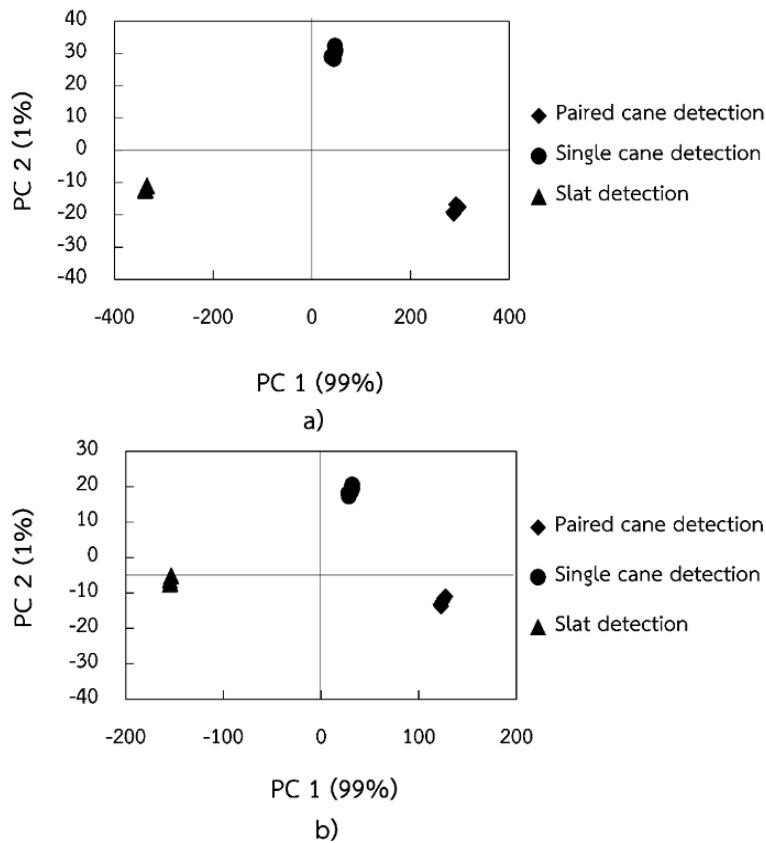 40
30
20
10
0
-10
-20
-30
-40
PC 2 (1%)
-400 -200 0 200 400
PC 1 (99%)
a)
Paired cane detection
Single cane detection
Slat detection
30
20
10
0
-10
-20
-30
-40
PC 2 (1%)
-200 -100 0 100 200
PC 1 (99%)
b)
Paired cane detection
Single cane detection
Slat detection